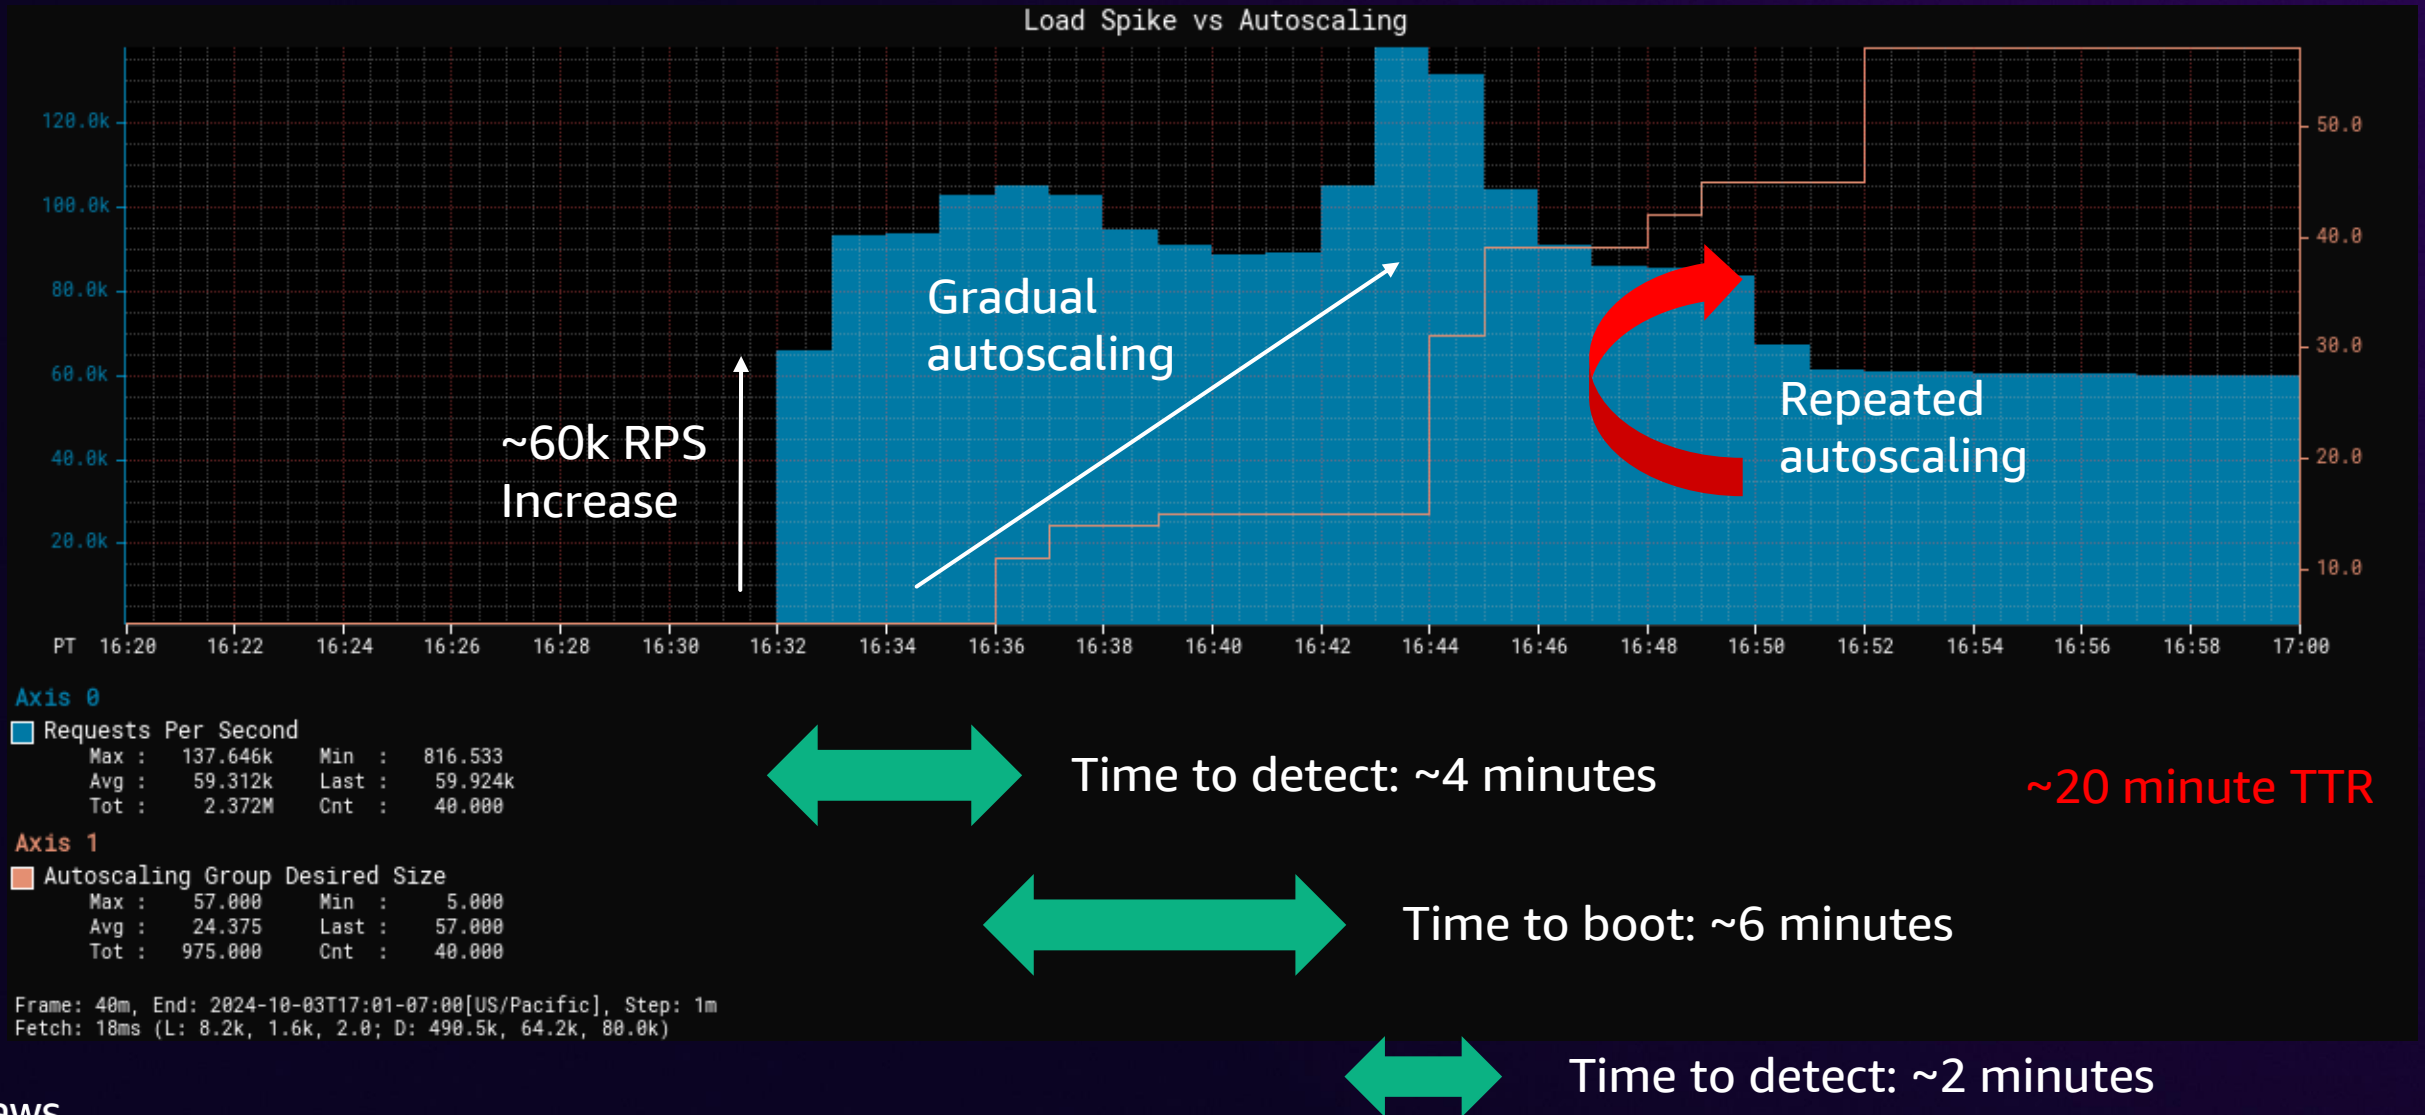 Load Spike vs Autoscaling
120.0k
100.0k
80.0k
60.0k
40.0k
20.0k
50.0
40.0
30.0
20.0
10.0
~60k RPS
Increase
Gradual
autoscaling
Repeated
autoscaling
PT 16:20 16:22 16:24 16:26 16:28 16:30 16:32 16:34 16:36 16:38 16:40 16:42 16:44 16:46 16:48 16:50 16:52 16:54 16:56 16:58 17:00
Axis 0
Requests Per Second
Max : 137.646k Min : 816.533
Avg : 59.312k Last : 59.924k
Tot : 2.372M Cnt : 40.000
Axis 1
Autoscaling Group Desired Size
Max : 57.000 Min : 5.000
Avg : 24.375 Last : 57.000
Tot : 975.000 Cnt : 40.000
Frame: 40m, End: 2024-10-03T17:01-07:00[US/Pacific], Step: 1m
Fetch: 18ms (L: 8.2k, 1.6k, 2.0; D: 490.5k, 64.2k, 80.0k)
Time to detect: ~4 minutes
~20 minute TTR
Time to boot: ~6 minutes
Time to detect: ~2 minutes